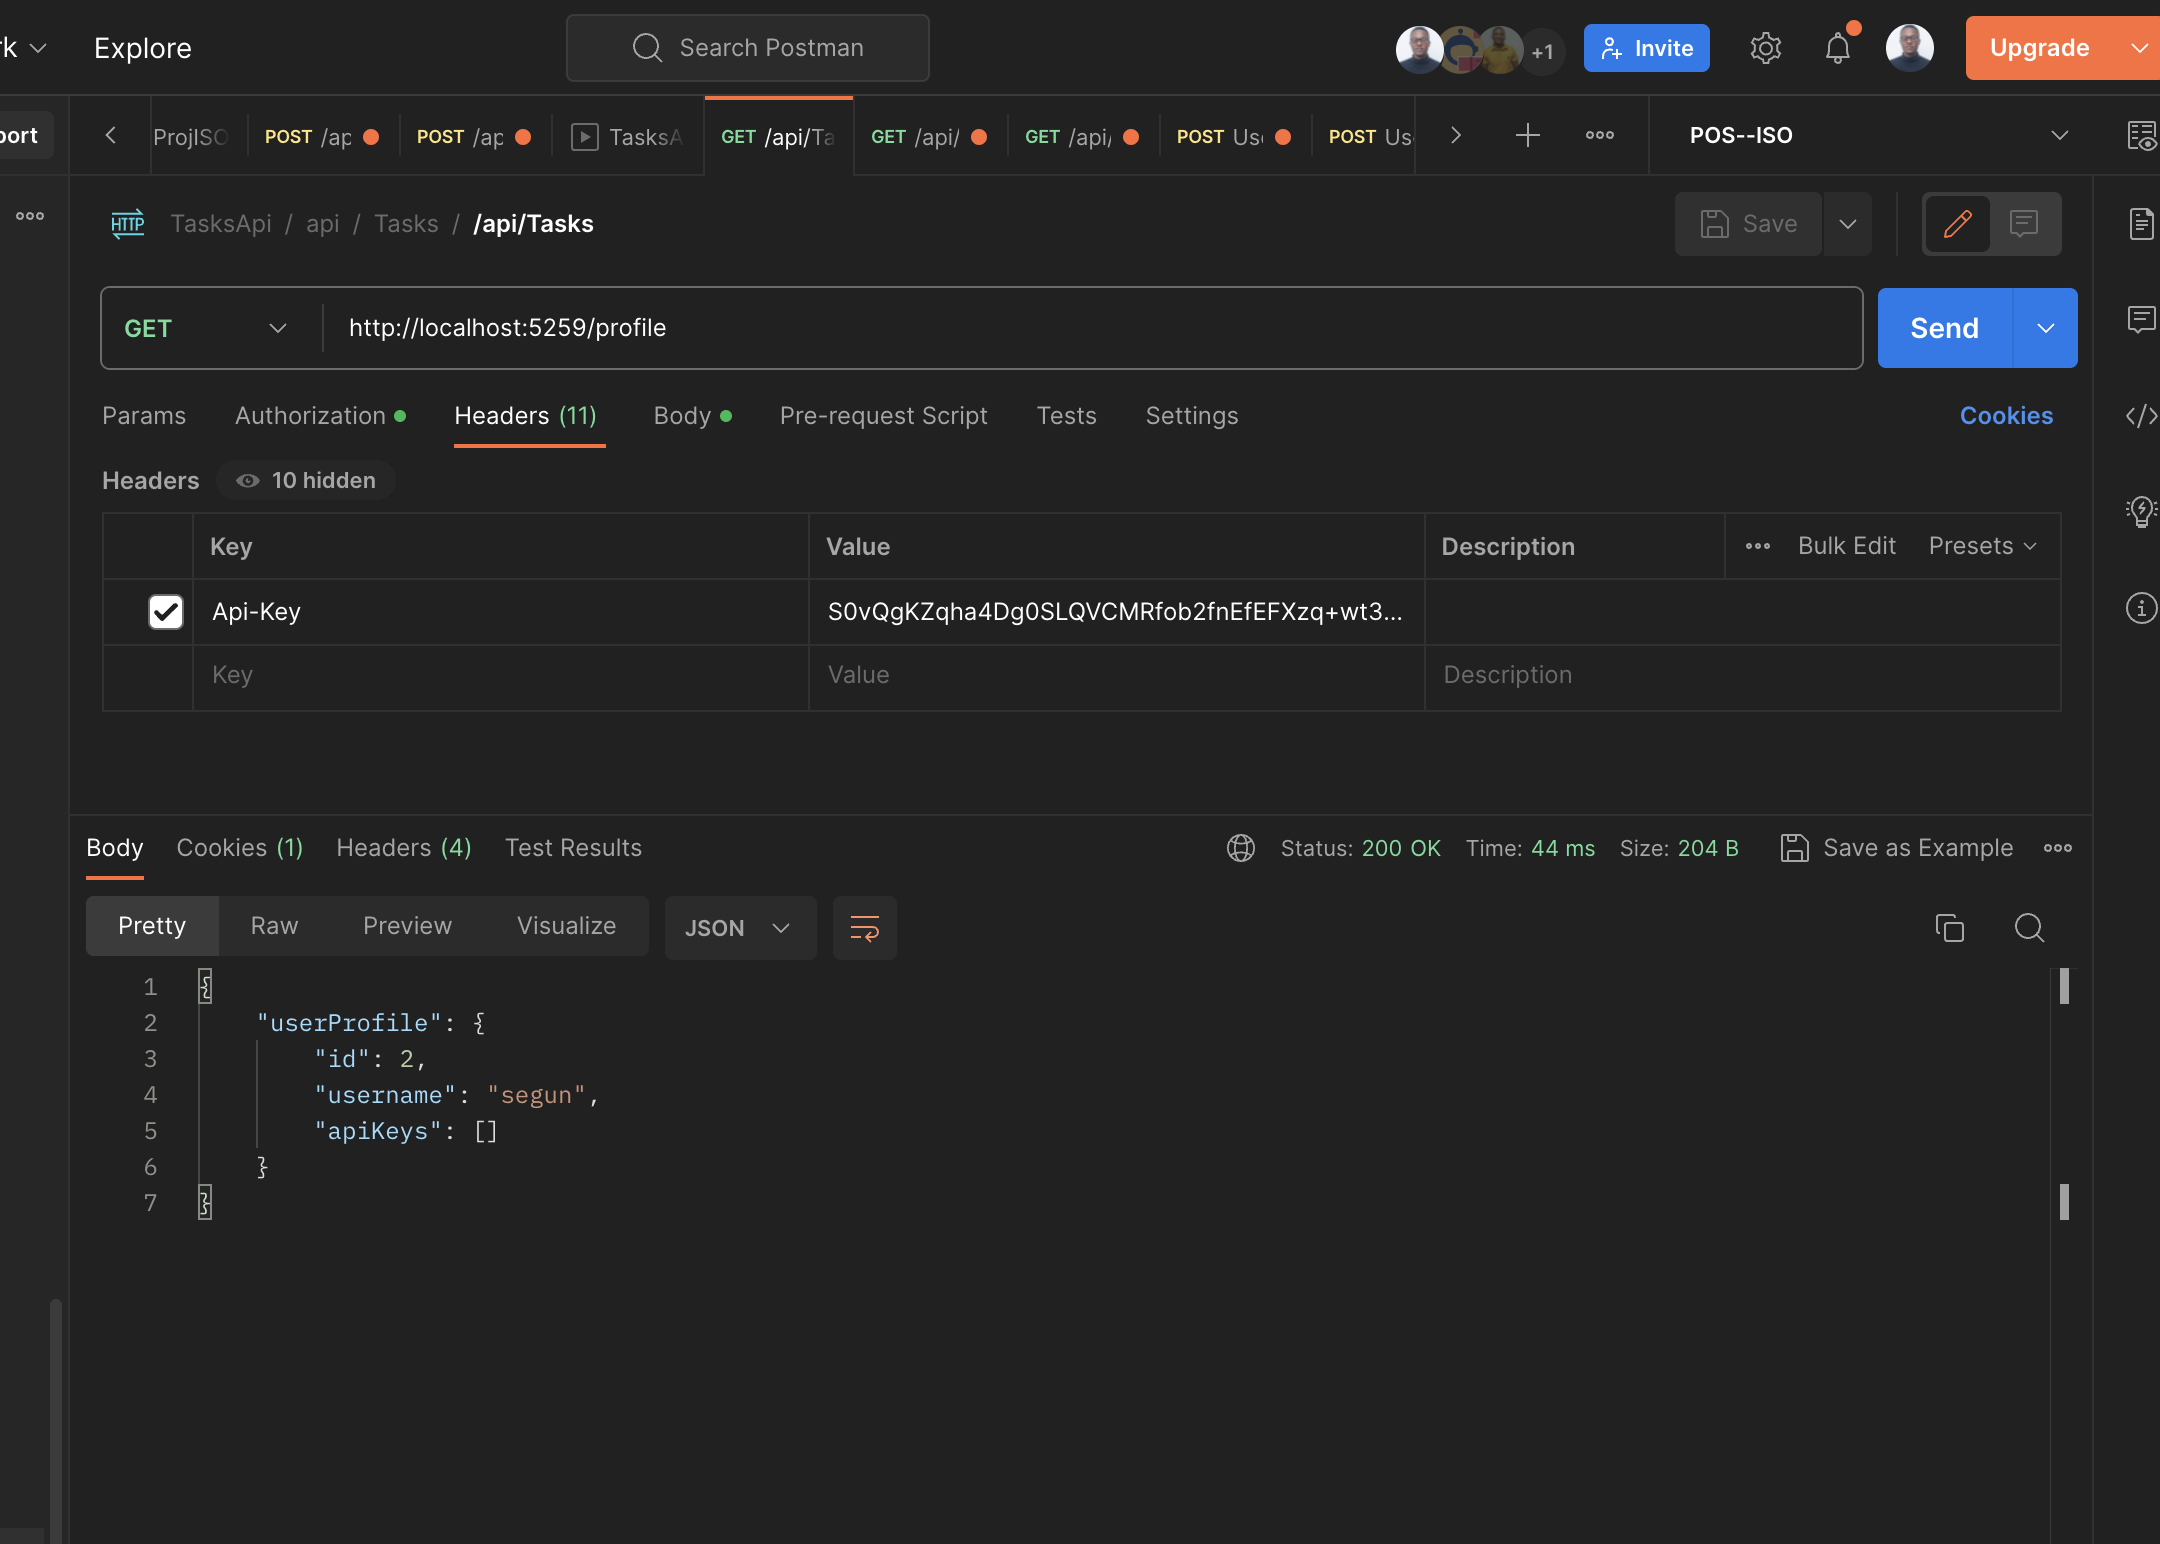 rk Explore Search Postman +1 Invite Upgrade
port ProjISO POST /ap POST /ap TasksA GET /api/Ta GET /api/ GET /api/ POST Us POST Us POS--ISO
HTTP TasksApi / api / Tasks / /api/Tasks Save
GET http://localhost:5259/profile Send
Params Authorization Headers (11) Body Pre-request Script Tests Settings Cookies
Headers 10 hidden
Key Value Description Bulk Edit Presets
Api-Key S0vQgKZqha4Dg0SLQVCMRfob2fnEfEFXzq+wt3...
Key Value Description
Body Cookies (1) Headers (4) Test Results Status: 200 OK Time: 44 ms Size: 204 B Save as Example
Pretty Raw Preview Visualize JSON
1 {
2 "userProfile": {
3 "id": 2,
4 "username": "segun",
5 "apiKeys": []
6 }
7 }